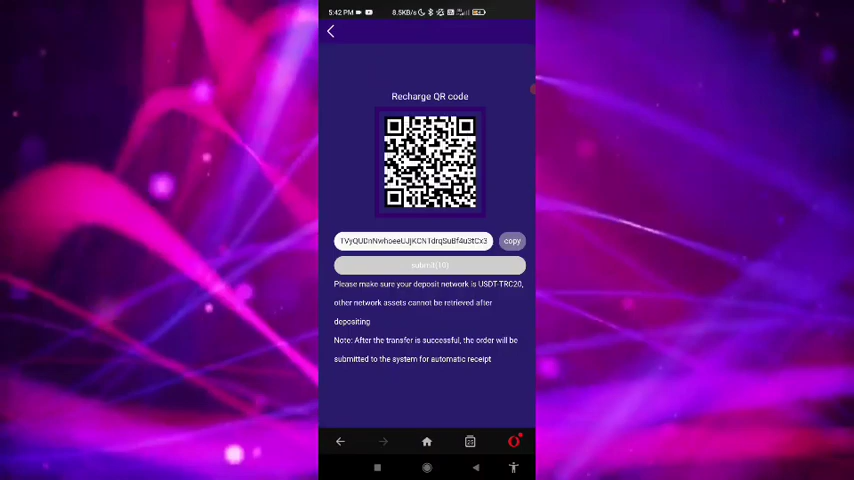 5:42 PM
8.5KB/s
Recharge QR code
copy
submit(10)
Please make sure your deposit network is USDT-TRC20,
other network assets cannot be retrieved after
depositing
Note: After the transfer is successful, the order will be
submitted to the system for automatic receipt